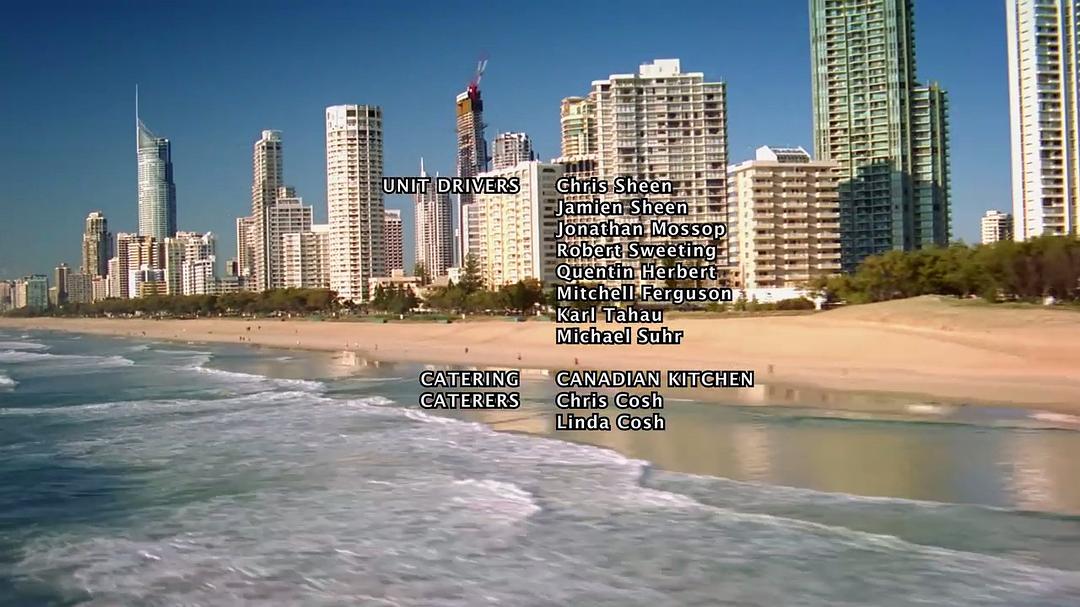 UNIT DRIVERS Chris Sheen
Jamien Sheen
Jonathan Mossop
Robert Sweeting
Quentin Herbert
Mitchell Ferguson
Karl Tahau
Michael Suhr
CATERING CANADIAN KITCHEN
CATERERS Chris Cosh
Linda Cosh